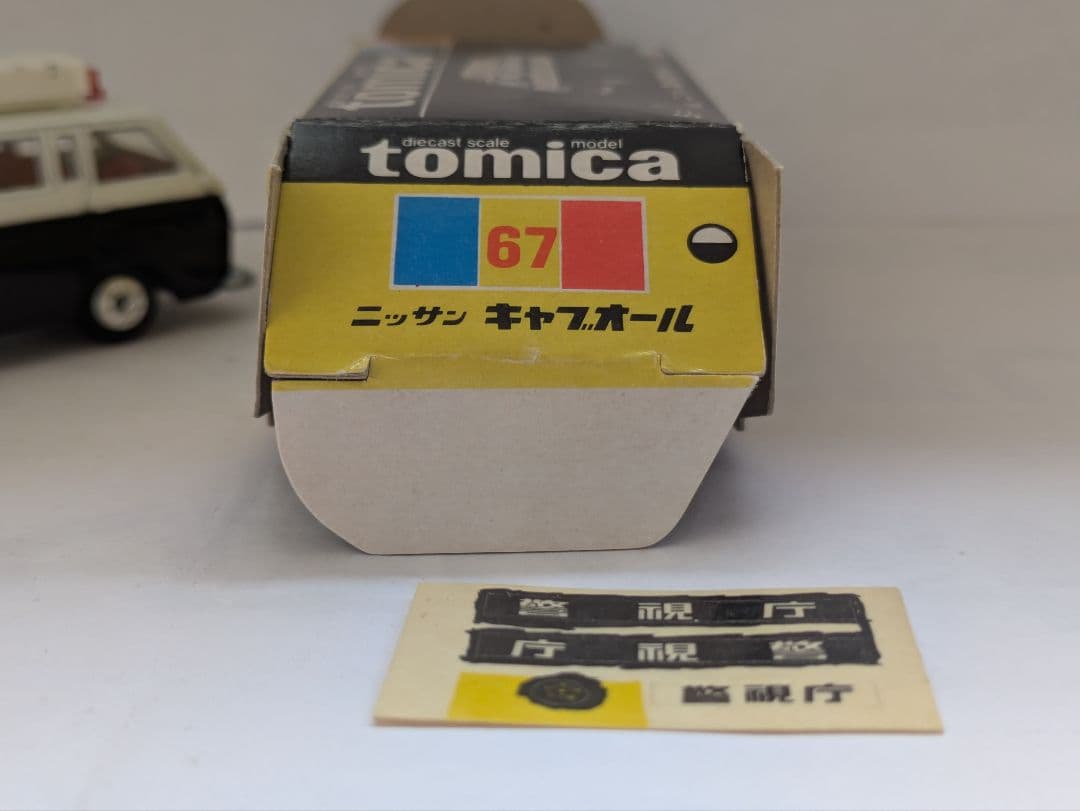 tomica
diecast scale model
tomica
67
ニッサン キャブオール
警視庁
庁視警
警視庁